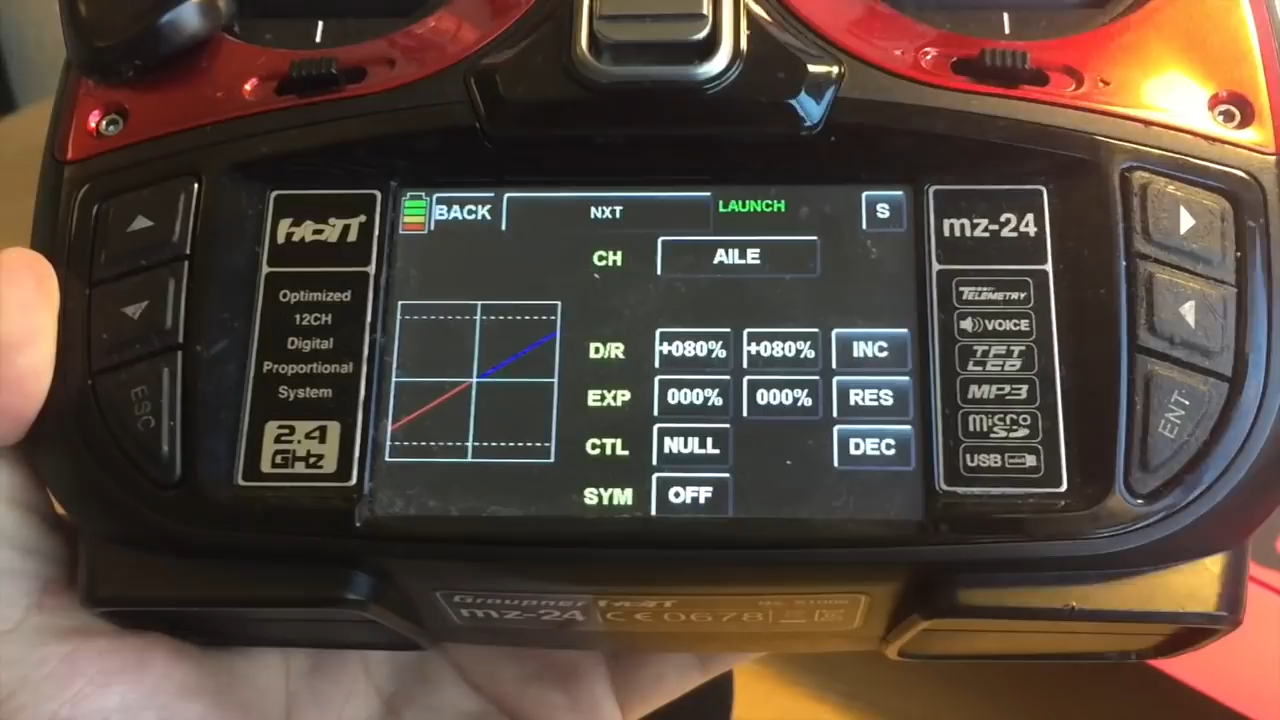 BACK NXT LAUNCH S
CH AILE
D/R +080% +080% INC
EXP 000% 000% RES
CTL NULL DEC
SYM OFF
HoTT
Optimized
12CH
Digital
Proportional
System
2.4
GHz
ESC
mz-24
TELEMETRY
VOICE
TFT
LED
MP3
micro
SD
USB
ENT
Graupner HoTT
mz-24 CE0678